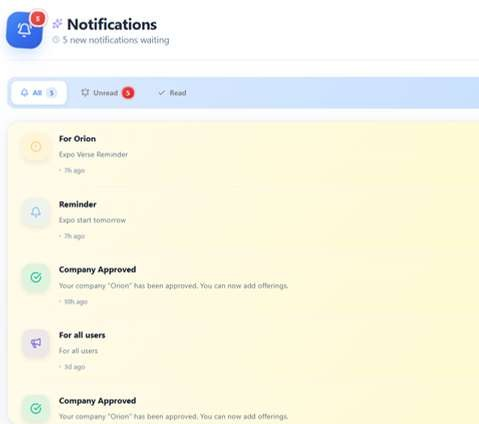 5
Notifications
5 new notifications waiting
All 5 Unread 5 Read
For Orion
Expo Verse Reminder
• 7h ago
Reminder
Expo start tomorrow
• 7h ago
Company Approved
Your company "Orion" has been approved. You can now add offerings.
• 10h ago
For all users
For all users
• 3d ago
Company Approved
Your company "Orion" has been approved. You can now add offerings.